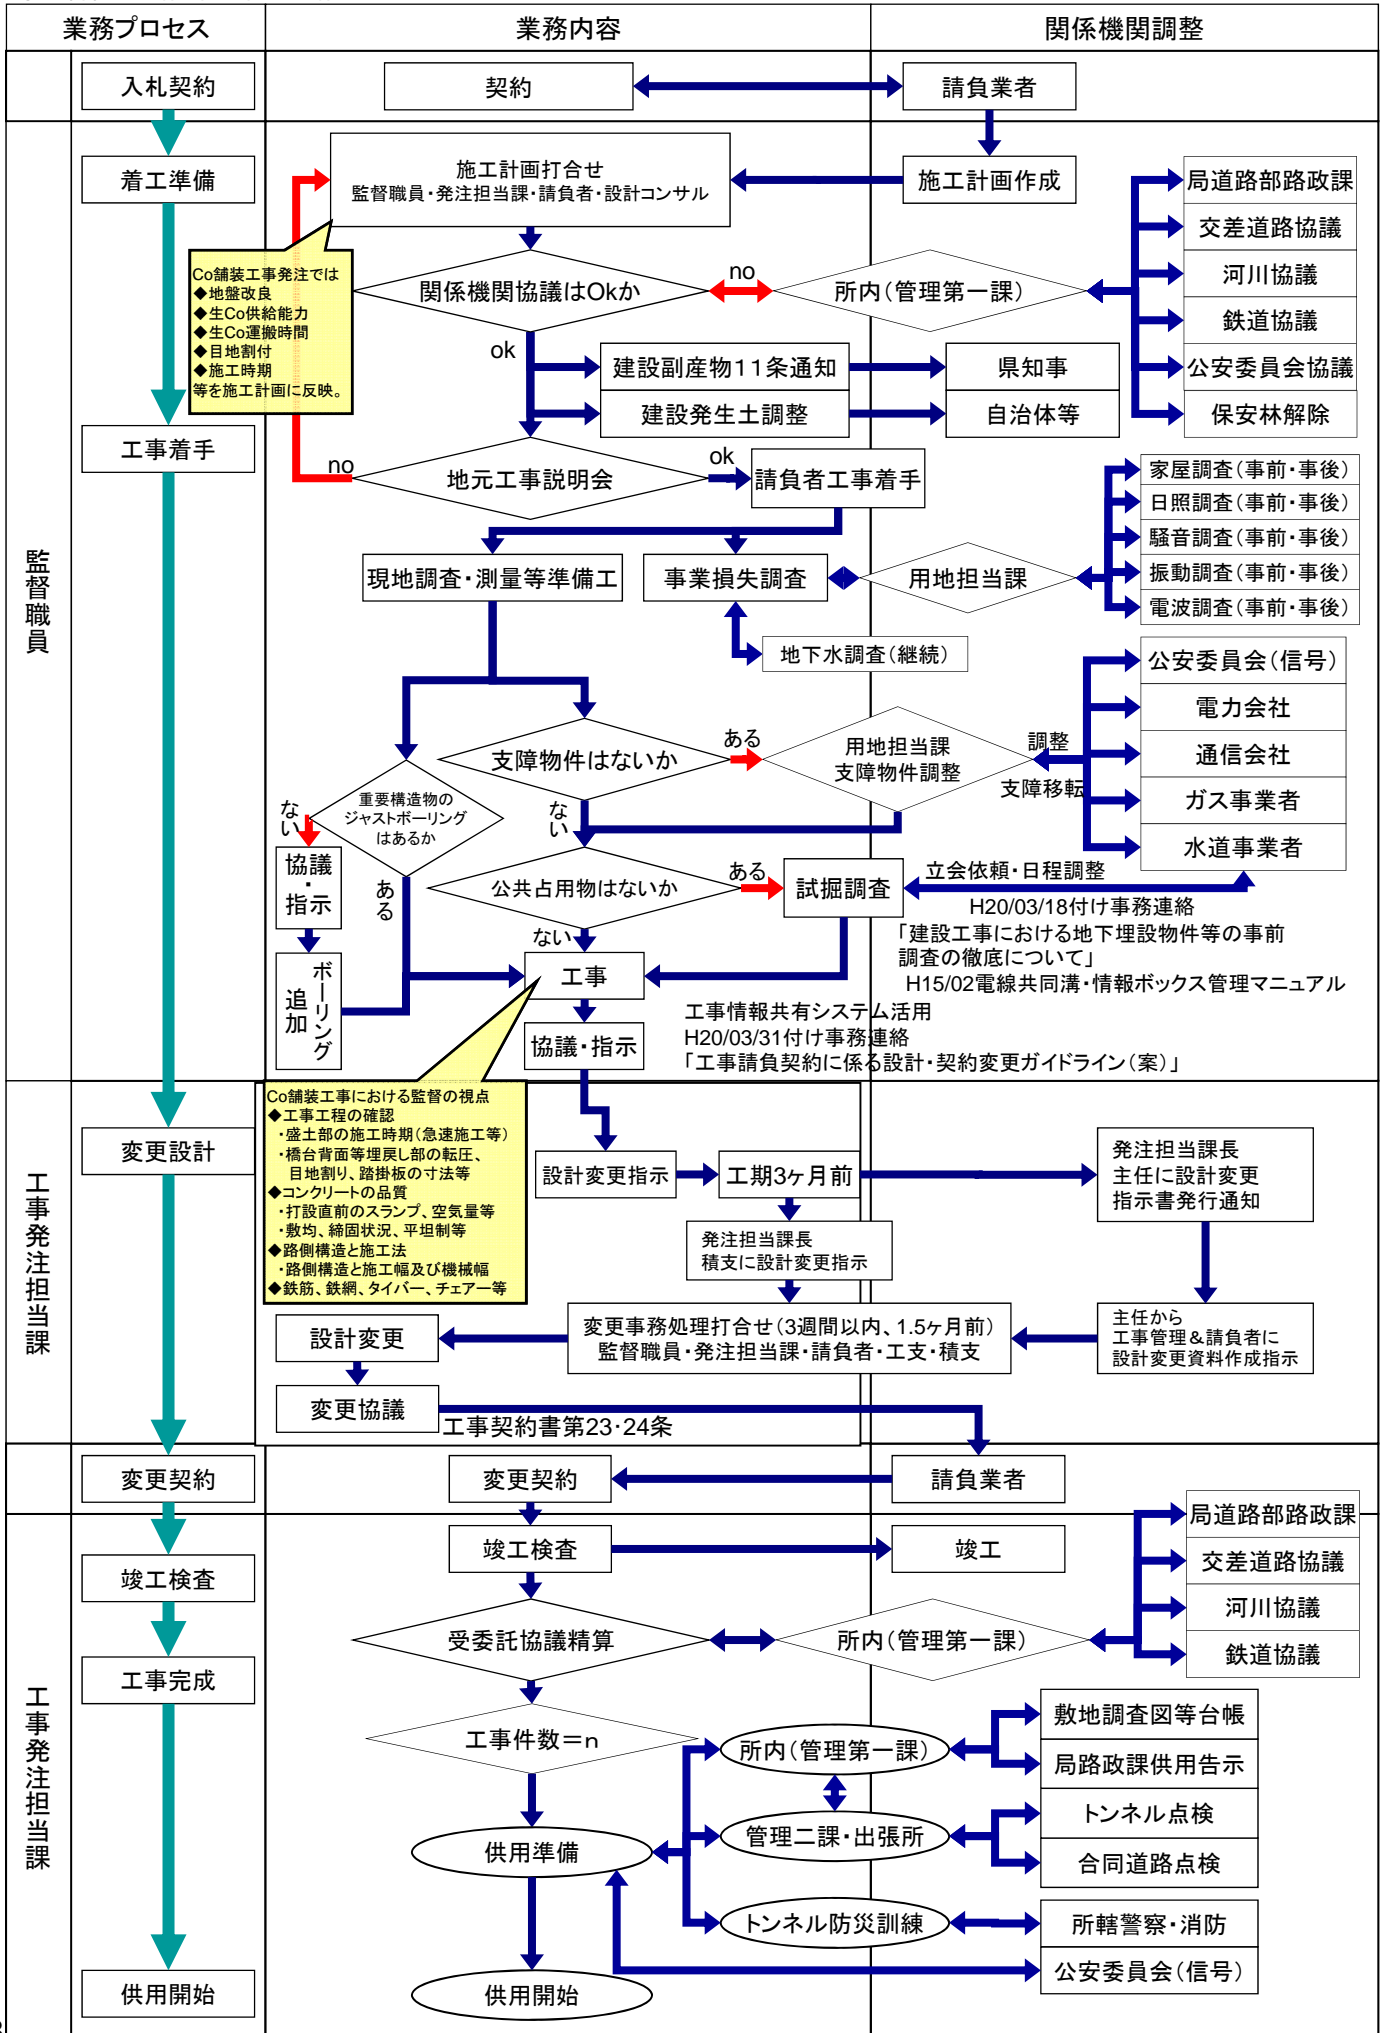 業務プロセス
業務内容
関係機関調整
入札契約
契約
請負業者
監督職員
着工準備
施工計画打合せ
監督職員・発注担当課・請負者・設計コンサル
施工計画作成
局道路部路政課
交差道路協議
河川協議
鉄道協議
公安委員会協議
保安林解除
Co舗装工事発注では
◆地盤改良
◆生Co供給能力
◆生Co運搬時間
◆目地割付
◆施工時期
等を施工計画に反映。
関係機関協議はOkか
no
所内(管理第一課)
ok
建設副産物11条通知
県知事
建設発生土調整
自治体等
工事着手
no
地元工事説明会
ok
請負者工事着手
家屋調査(事前・事後)
日照調査(事前・事後)
騒音調査(事前・事後)
振動調査(事前・事後)
電波調査(事前・事後)
現地調査・測量等準備工
事業損失調査
用地担当課
地下水調査(継続)
公安委員会(信号)
電力会社
通信会社
ガス事業者
水道事業者
支障物件はないか
ある
用地担当課
支障物件調整
調整
支障移転
重要構造物の
ジャストボーリング
はあるか
ない
ない
協議
・
指示
ある
公共占用物はないか
ある
試掘調査
立会依頼・日程調整
H20/03/18付け事務連絡
「建設工事における地下埋設物件等の事前
調査の徹底について」
H15/02電線共同溝・情報ボックス管理マニュアル
ない
ボーリング
追加
工事
工事情報共有システム活用
H20/03/31付け事務連絡
「工事請負契約に係る設計・契約変更ガイドライン(案)」
協議・指示
工事発注担当課
変更設計
Co舗装工事における監督の視点
◆工事工程の確認
・盛土部の施工時期(急速施工等)
・橋台背面等埋戻し部の転圧、
目地割り、踏掛板の寸法等
◆コンクリートの品質
・打設直前のスランプ、空気量等
・敷均、締固状況、平坦制等
◆路側構造と施工法
・路側構造と施工幅及び機械幅
◆鉄筋、鉄網、タイバー、チェアー等
設計変更指示
工期3ヶ月前
発注担当課長
主任に設計変更
指示書発行通知
発注担当課長
積支に設計変更指示
設計変更
変更事務処理打合せ(3週間以内、1.5ヶ月前)
監督職員・発注担当課・請負者・工支・積支
主任から
工事管理&請負者に
設計変更資料作成指示
変更協議
工事契約書第23・24条
変更契約
変更契約
請負業者
工事発注担当課
竣工検査
竣工検査
竣工
局道路部路政課
交差道路協議
河川協議
鉄道協議
受委託協議精算
所内(管理第一課)
工事完成
工事件数=n
所内(管理第一課)
敷地調査図等台帳
局路政課供用告示
管理二課・出張所
トンネル点検
合同道路点検
供用準備
トンネル防災訓練
所轄警察・消防
公安委員会(信号)
供用開始
供用開始